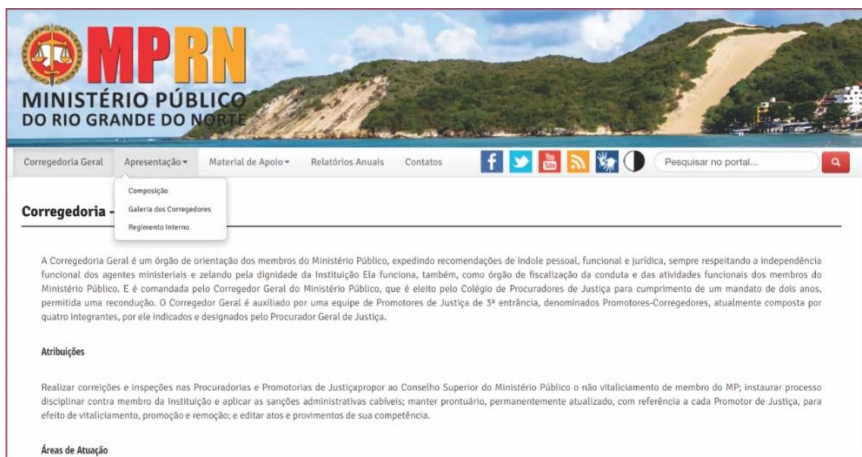 MPRN
MINISTÉRIO PÚBLICO
DO RIO GRANDE DO NORTE
Corregedoria Geral Apresentação Material de Apoio Relatórios Anuais Contatos f You Tube Pesquisar no portal...
Composição
Galeria dos Corregedores
Regimento Interno
Corregedoria -
A Corregedoria Geral é um órgão de orientação dos membros do Ministério Público, expedindo recomendações de índole pessoal, funcional e jurídica, sempre respeitando a independência
funcional dos agentes ministeriais e zelando pela dignidade da Instituição Ela funciona, também, como órgão de fiscalização da conduta e das atividades funcionais dos membros do
Ministério Público. E é comandada pelo Corregedor Geral do Ministério Público, que é eleito pelo Colégio de Procuradores de Justiça para cumprimento de um mandato de dois anos,
permitida uma recondução. O Corregedor Geral é auxiliado por uma equipe de Promotores de Justiça de 3ª entrância, denominados Promotores-Corregedores, atualmente composta por
quatro integrantes, por ele indicados e designados pelo Procurador Geral de Justiça.
Atribuições
Realizar correições e inspeções nas Procuradorias e Promotorias de Justiçapropor ao Conselho Superior do Ministério Público o não vitaliciamento de membro do MP; instaurar processo
disciplinar contra membro da Instituição e aplicar as sanções administrativas cabíveis; manter prontuário, permanentemente atualizado, com referência a cada Promotor de Justiça, para
efeito de vitaliciamento, promoção e remoção; e editar atos e provimentos de sua competência.
Áreas de Atuação